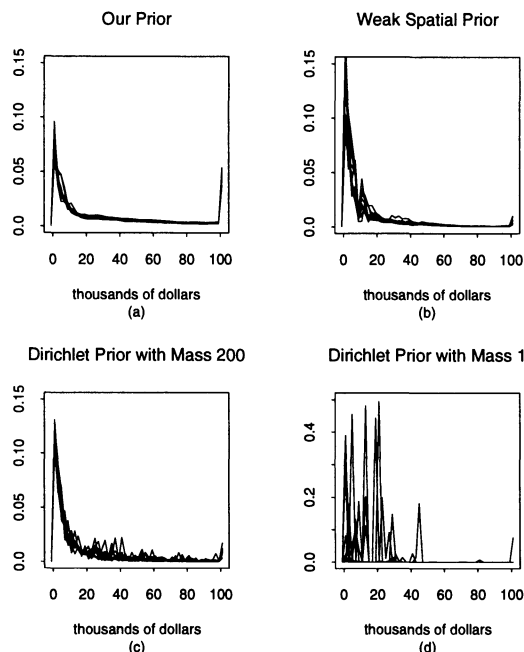 Our Prior
0.15
0.10
0.05
0.0
0 20 40 60 80 100
thousands of dollars
(a)
Weak Spatial Prior
0.15
0.10
0.05
0.0
0 20 40 60 80 100
thousands of dollars
(b)
Dirichlet Prior with Mass 200
0.15
0.10
0.05
0.0
0 20 40 60 80 100
thousands of dollars
(c)
Dirichlet Prior with Mass 1
0.4
0.2
0.0
0 20 40 60 80 100
thousands of dollars
(d)